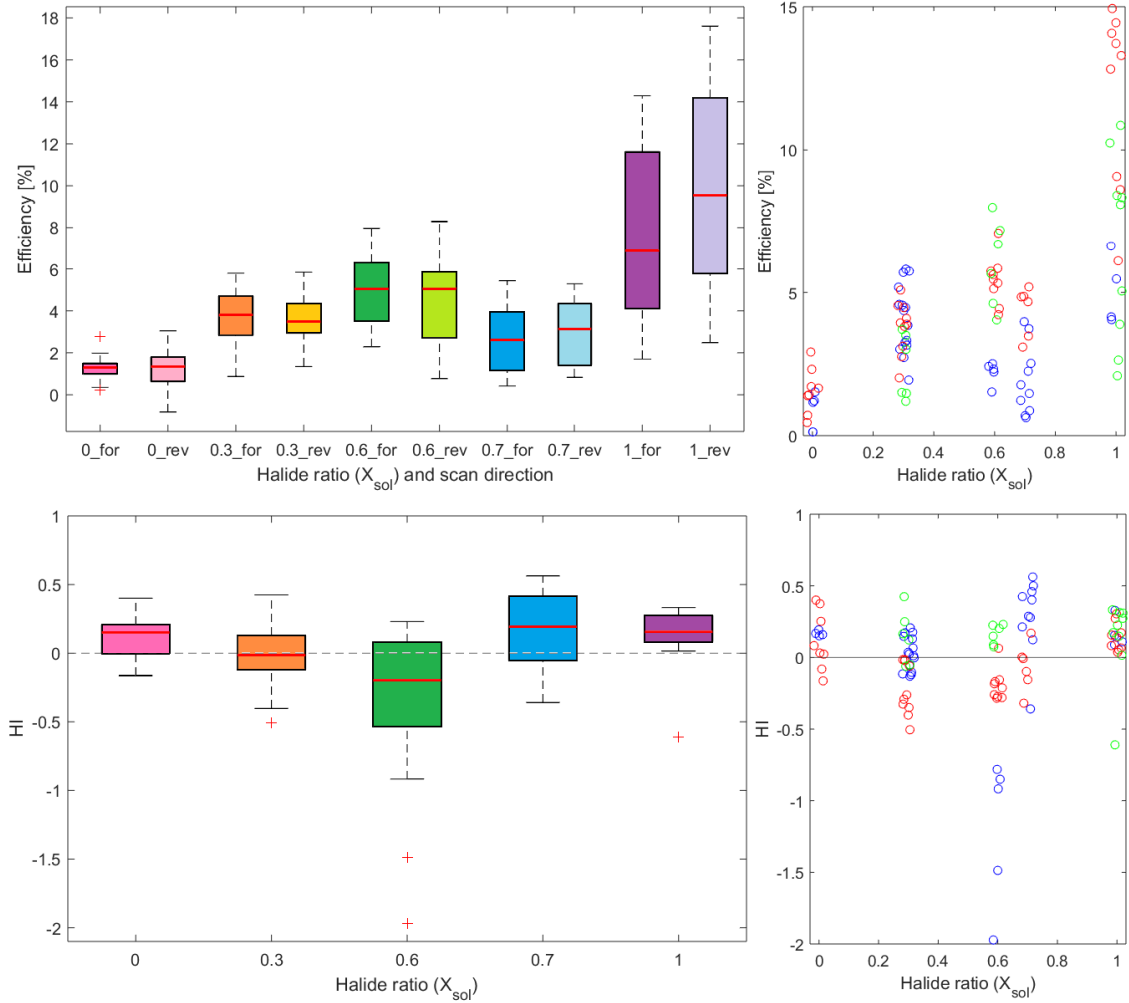 18
16
14
12
10
8
6
4
2
0
Efficiency [%]
0_for
0_rev
0.3_for
0.3_rev
0.6_for
0.6_rev
0.7_for
0.7_rev
1_for
1_rev
Halide ratio (X_sol) and scan direction
15
10
5
0
Efficiency [%]
0
0.2
0.4
0.6
0.8
1
Halide ratio (X_sol)
1
0.5
0
-0.5
-1
-1.5
-2
HI
0
0.3
0.6
0.7
1
Halide ratio (X_sol)
1
0.5
0
-0.5
-1
-1.5
-2
HI
0
0.2
0.4
0.6
0.8
1
Halide ratio (X_sol)